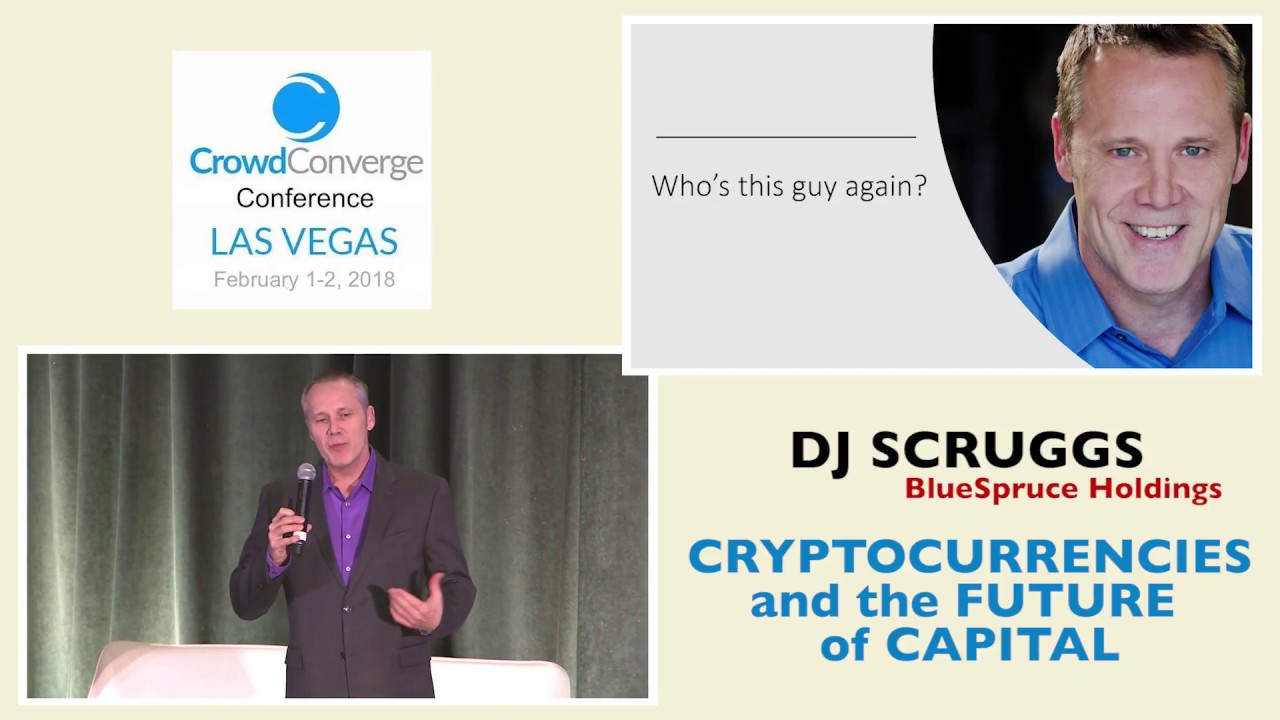 CrowdConverge
Conference
LAS VEGAS
February 1-2, 2018
Who's this guy again?
DJ SCRUGGS
BlueSpruce Holdings
CRYPTOCURRENCIES
and the FUTURE
of CAPITAL